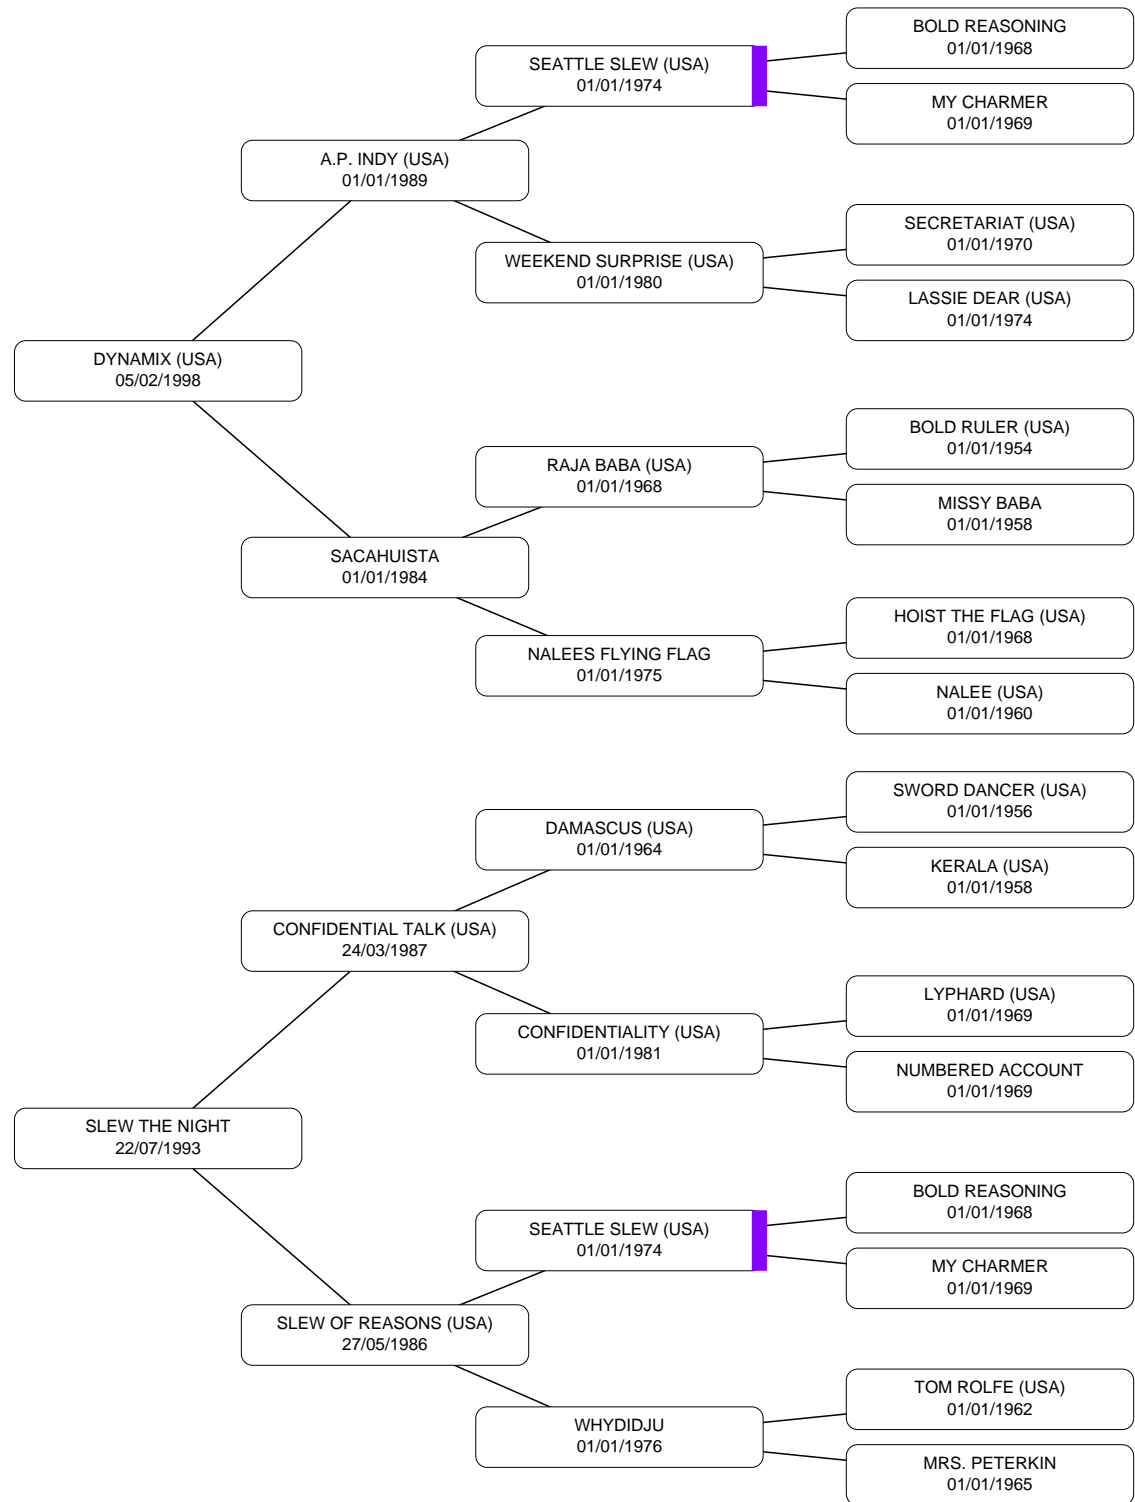 BOLD REASONING
01/01/1968
SEATTLE SLEW (USA)
01/01/1974
MY CHARMER
01/01/1969
A.P. INDY (USA)
01/01/1989
SECRETARIAT (USA)
01/01/1970
WEEKEND SURPRISE (USA)
01/01/1980
LASSIE DEAR (USA)
01/01/1974
DYNAMIX (USA)
05/02/1998
BOLD RULER (USA)
01/01/1954
RAJA BABA (USA)
01/01/1968
MISSY BABA
01/01/1958
SACAHUISTA
01/01/1984
HOIST THE FLAG (USA)
01/01/1968
NALEES FLYING FLAG
01/01/1975
NALEE (USA)
01/01/1960
SWORD DANCER (USA)
01/01/1956
DAMASCUS (USA)
01/01/1964
KERALA (USA)
01/01/1958
CONFIDENTIAL TALK (USA)
24/03/1987
LYPHARD (USA)
01/01/1969
CONFIDENTIALITY (USA)
01/01/1981
NUMBERED ACCOUNT
01/01/1969
SLEW THE NIGHT
22/07/1993
BOLD REASONING
01/01/1968
SEATTLE SLEW (USA)
01/01/1974
MY CHARMER
01/01/1969
SLEW OF REASONS (USA)
27/05/1986
TOM ROLFE (USA)
01/01/1962
WHYDIDJU
01/01/1976
MRS. PETERKIN
01/01/1965